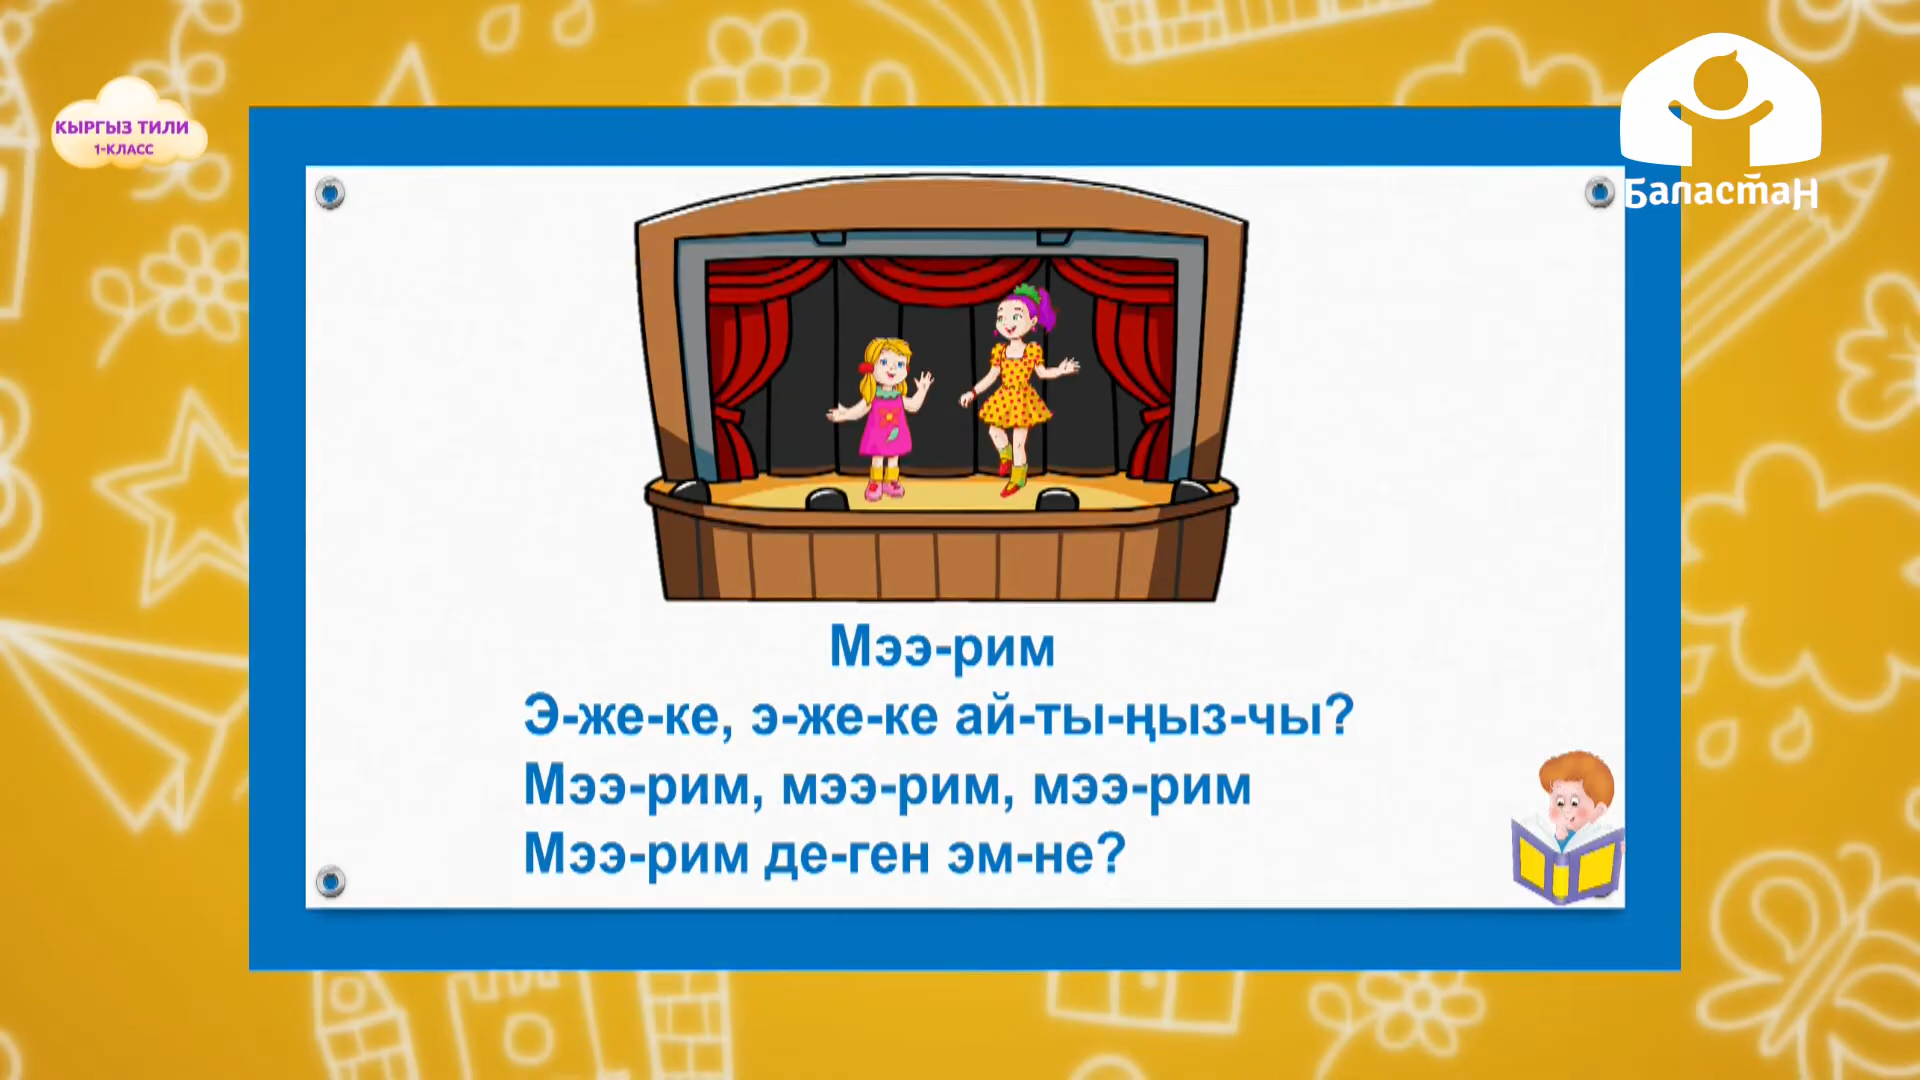 КЫРГЫЗ ТИЛИ
1-КЛАСС
Баластан
Мээ-рим
Э-же-ке, э-же-ке ай-ты-ңыз-чы?
Мээ-рим, мээ-рим, мээ-рим
Мээ-рим де-ген эм-не?